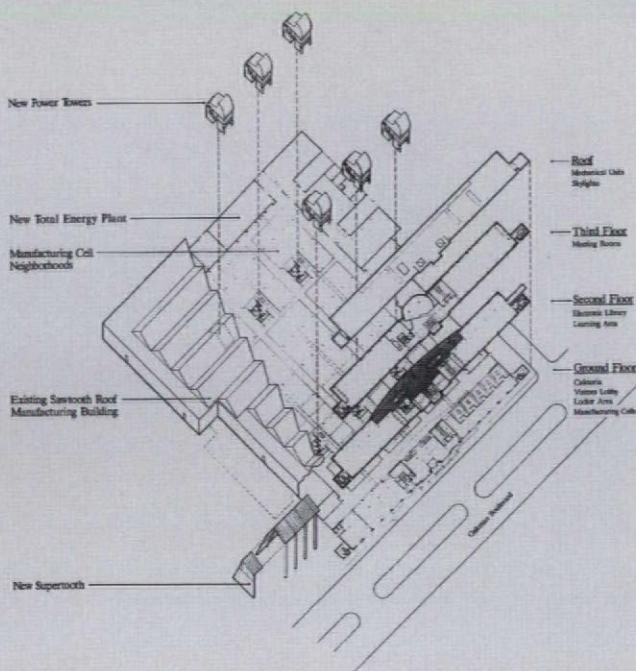 New Power Towers
New Total Energy Plant
Manufacturing Cell
Neighborhoods
Existing Sawtooth Roof
Manufacturing Building
New Supertooth
Roof
Mechanical Units
Skylights
Third Floor
Meeting Rooms
Second Floor
Electronic Library
Learning Area
Ground Floor
Cafeteria
Visitors Lobby
Locker Area
Manufacturing Cells
Boulevard